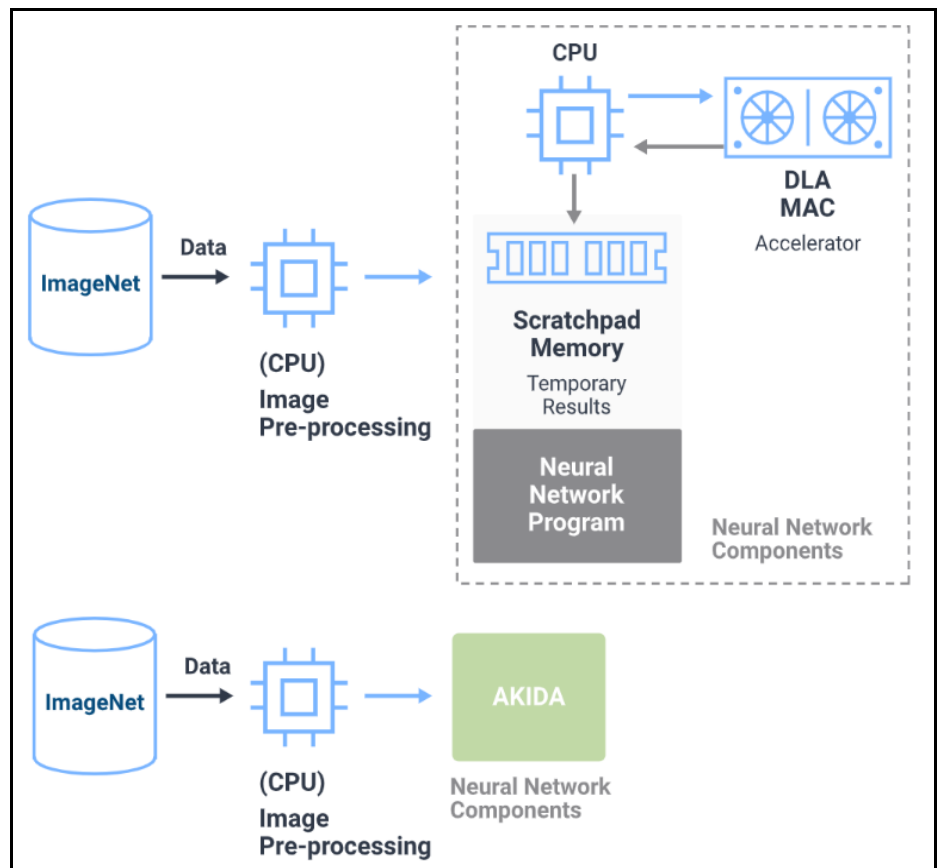 CPU
DLA
MAC
Accelerator
ImageNet
Data
(CPU)
Image
Pre-processing
Scratchpad
Memory
Temporary
Results
Neural
Network
Program
Neural Network
Components
ImageNet
Data
(CPU)
Image
Pre-processing
AKIDA
Neural Network
Components